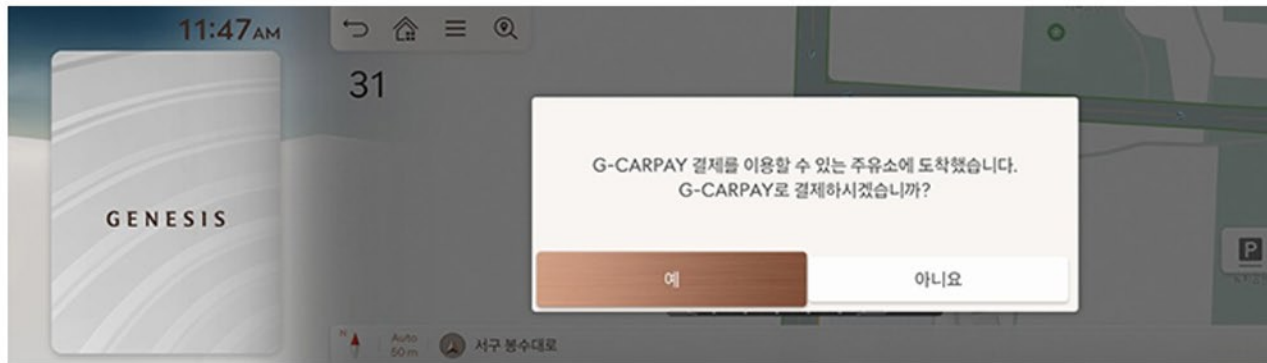 11:47AM
GENESIS
31
G-CARPAY 결제를 이용할 수 있는 주유소에 도착했습니다.
G-CARPAY로 결제하시겠습니까?
예
아니요
P
N
Auto
50 m
서구 봉수대로